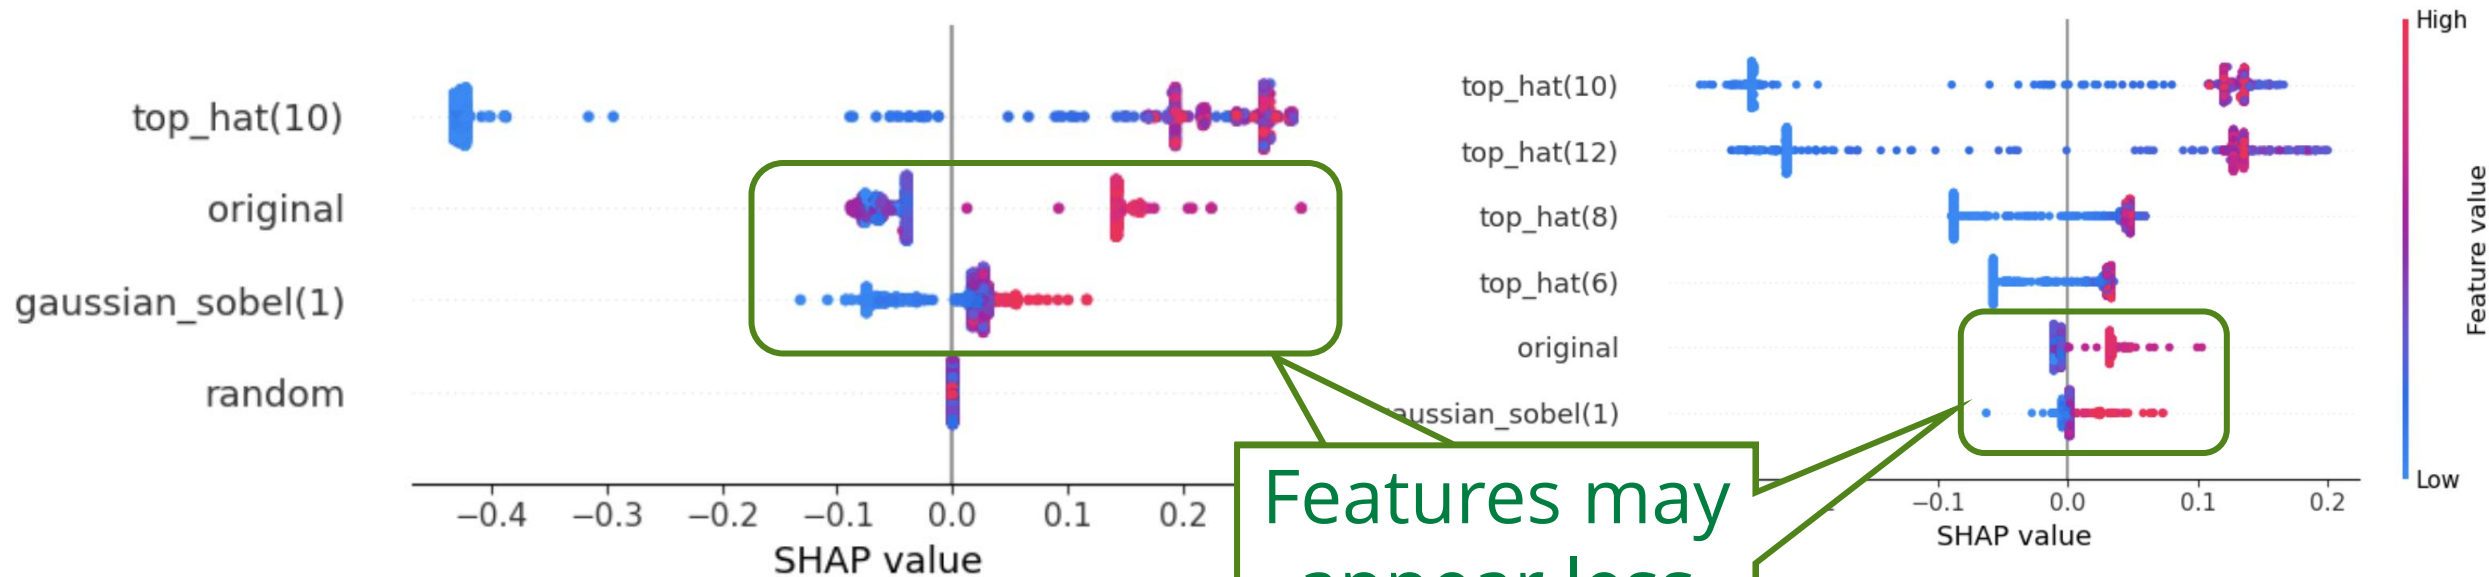 top_hat(10)
original
gaussian_sobel(1)
random
−0.4 −0.3 −0.2 −0.1 0.0 0.1 0.2
SHAP value
top_hat(10)
top_hat(12)
top_hat(8)
top_hat(6)
original
aussian_sobel(1)
−0.1 0.0 0.1 0.2
SHAP value
High
Feature value
Low
Features may
appear less